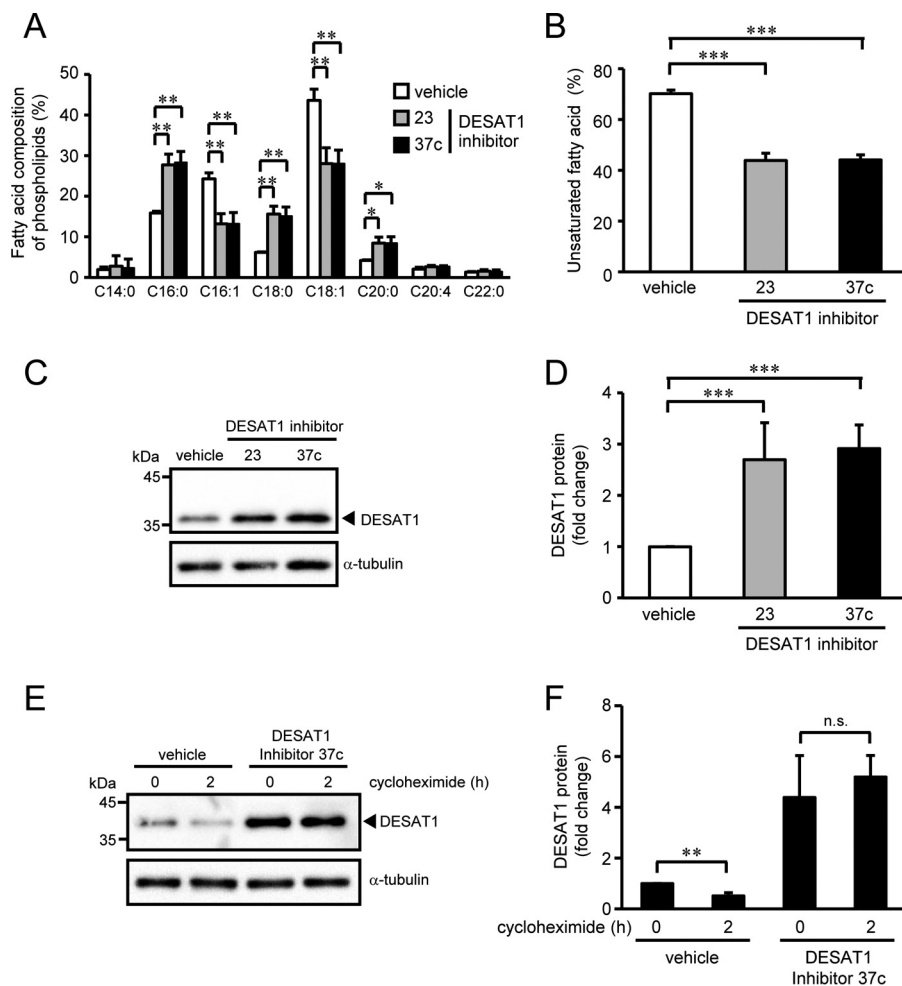 A
Fatty acid composition
of phospholipids (%)
50
40
30
20
10
0
** ** ** ** ** ** ** ** * *
vehicle
23
37c
DESAT1
inhibitor
C14:0 C16:0 C16:1 C18:0 C18:1 C20:0 C20:4 C22:0
B
Unsaturated fatty acid (%)
80
60
40
20
0
***
***
vehicle 23 37c
DESAT1 inhibitor
C
DESAT1 inhibitor
kDa vehicle 23 37c
45
35
DESAT1
α-tubulin
D
DESAT1 protein
(fold change)
4
3
2
1
0
***
***
vehicle 23 37c
DESAT1 inhibitor
E
vehicle
DESAT1
Inhibitor 37c
kDa 0 2 0 2 cycloheximide (h)
45
35
DESAT1
α-tubulin
F
DESAT1 protein
(fold change)
8
6
4
2
0
n.s.
**
cycloheximide (h) 0 2 0 2
vehicle
DESAT1
Inhibitor 37c